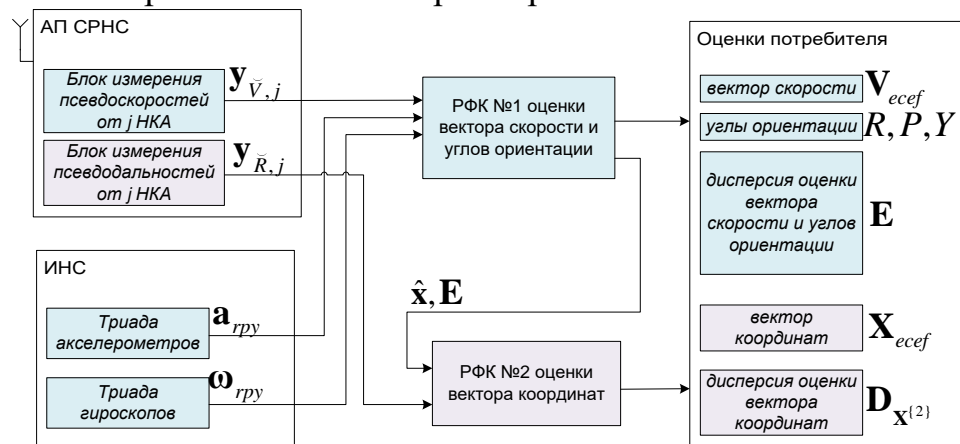 АП СРНС
Блок измерения
псевдоскоростей
от j НКА
y_{V̆, j}
Блок измерения
псевдодальностей
от j НКА
y_{R̆, j}
ИНС
Триада
акселерометров
a_{rpy}
Триада
гироскопов
ω_{rpy}
РФК №1 оценки
вектора скорости и
углов ориентации
x̂, E
РФК №2 оценки
вектора координат
Оценки потребителя
вектор скорости
V_{ecef}
углы ориентации
R, P, Y
дисперсия оценки
вектора
скорости и углов
ориентации
E
вектор
координат
X_{ecef}
дисперсия оценки
вектора
координат
D_{X^{{2}}}